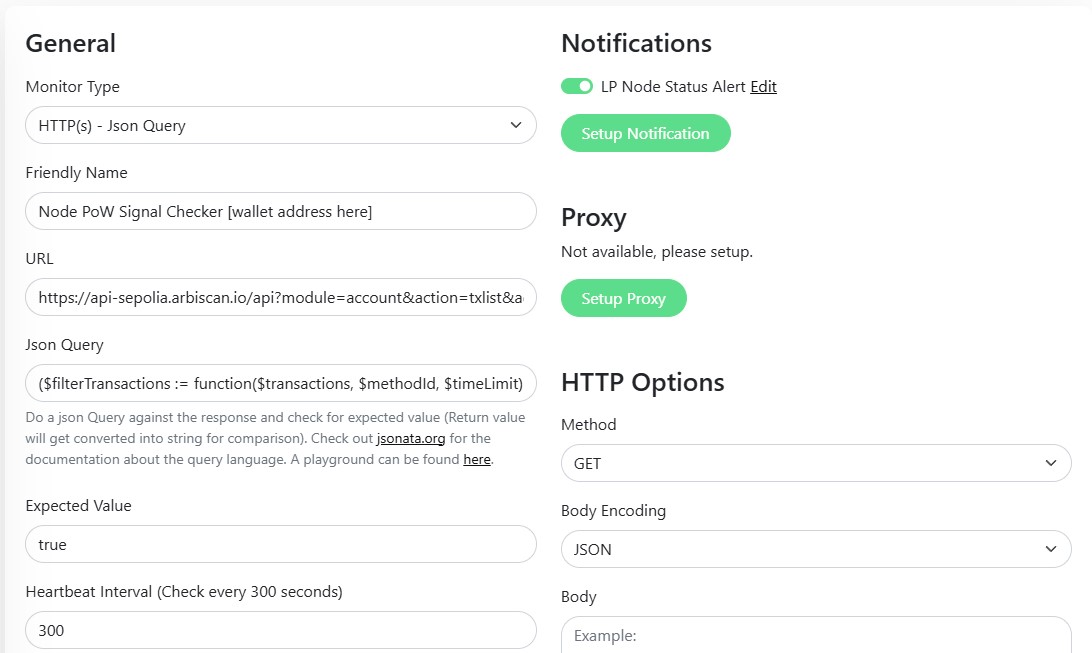 General
Monitor Type
HTTP(s) - Json Query
Friendly Name
Node PoW Signal Checker [wallet address here]
URL
https://api-sepolia.arbiscan.io/api?module=account&action=txlist&a
Json Query
($filterTransactions := function($transactions, $methodId, $timeLimit)
Do a json Query against the response and check for expected value (Return value
will get converted into string for comparison). Check out jsonata.org for the
documentation about the query language. A playground can be found here.
Expected Value
true
Heartbeat Interval (Check every 300 seconds)
300
Notifications
LP Node Status Alert Edit
Setup Notification
Proxy
Not available, please setup.
Setup Proxy
HTTP Options
Method
GET
Body Encoding
JSON
Body
Example: